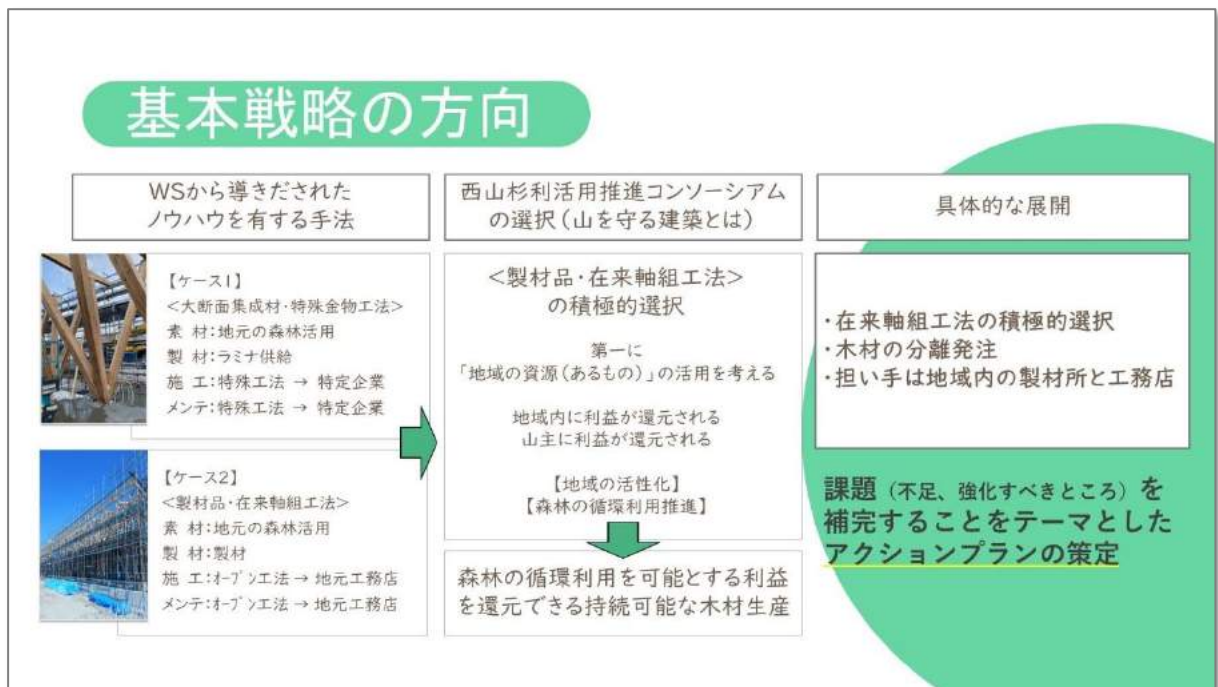 基本戦略の方向
WSから導きだされた
ノウハウを有する手法
【ケース1】
<大断面集成材・特殊金物工法>
素 材:地元の森林活用
製 材:ラミナ供給
施 工:特殊工法 → 特定企業
メンテ:特殊工法 → 特定企業
【ケース2】
<製材品・在来軸組工法>
素 材:地元の森林活用
製 材:製材
施 工:オープン工法 → 地元工務店
メンテ:オープン工法 → 地元工務店
西山杉利活用推進コンソーシアム
の選択(山を守る建築とは)
<製材品・在来軸組工法>
の積極的選択
第一に
「地域の資源(あるもの)」の活用を考える
地域内に利益が還元される
山主に利益が還元される
【地域の活性化】
【森林の循環利用推進】
森林の循環利用を可能とする利益
を還元できる持続可能な木材生産
具体的な展開
・在来軸組工法の積極的選択
・木材の分離発注
・担い手は地域内の製材所と工務店
課題(不足、強化すべきところ)を
補完することをテーマとした
アクションプランの策定